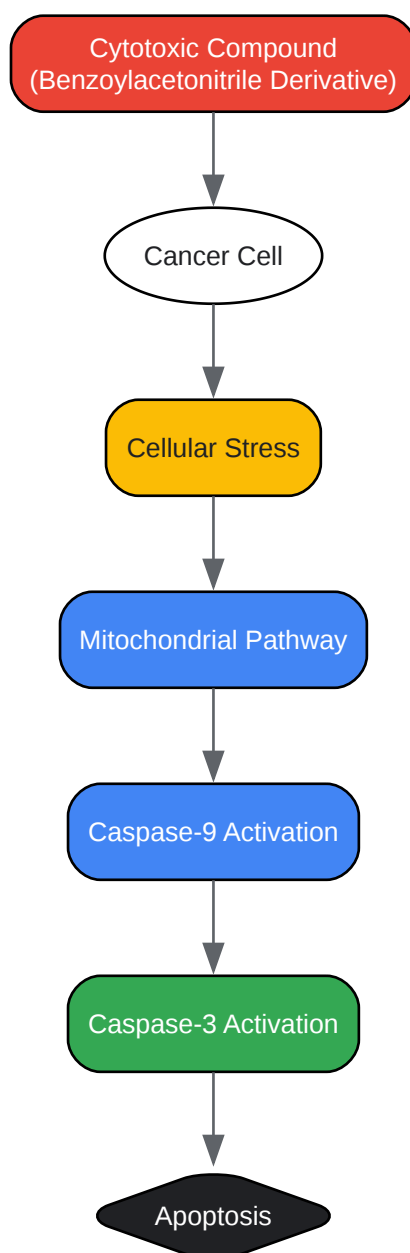 Cytotoxic Compound
(Benzoylacetonitrile Derivative)
Cancer Cell
Cellular Stress
Mitochondrial Pathway
Caspase-9 Activation
Caspase-3 Activation
Apoptosis